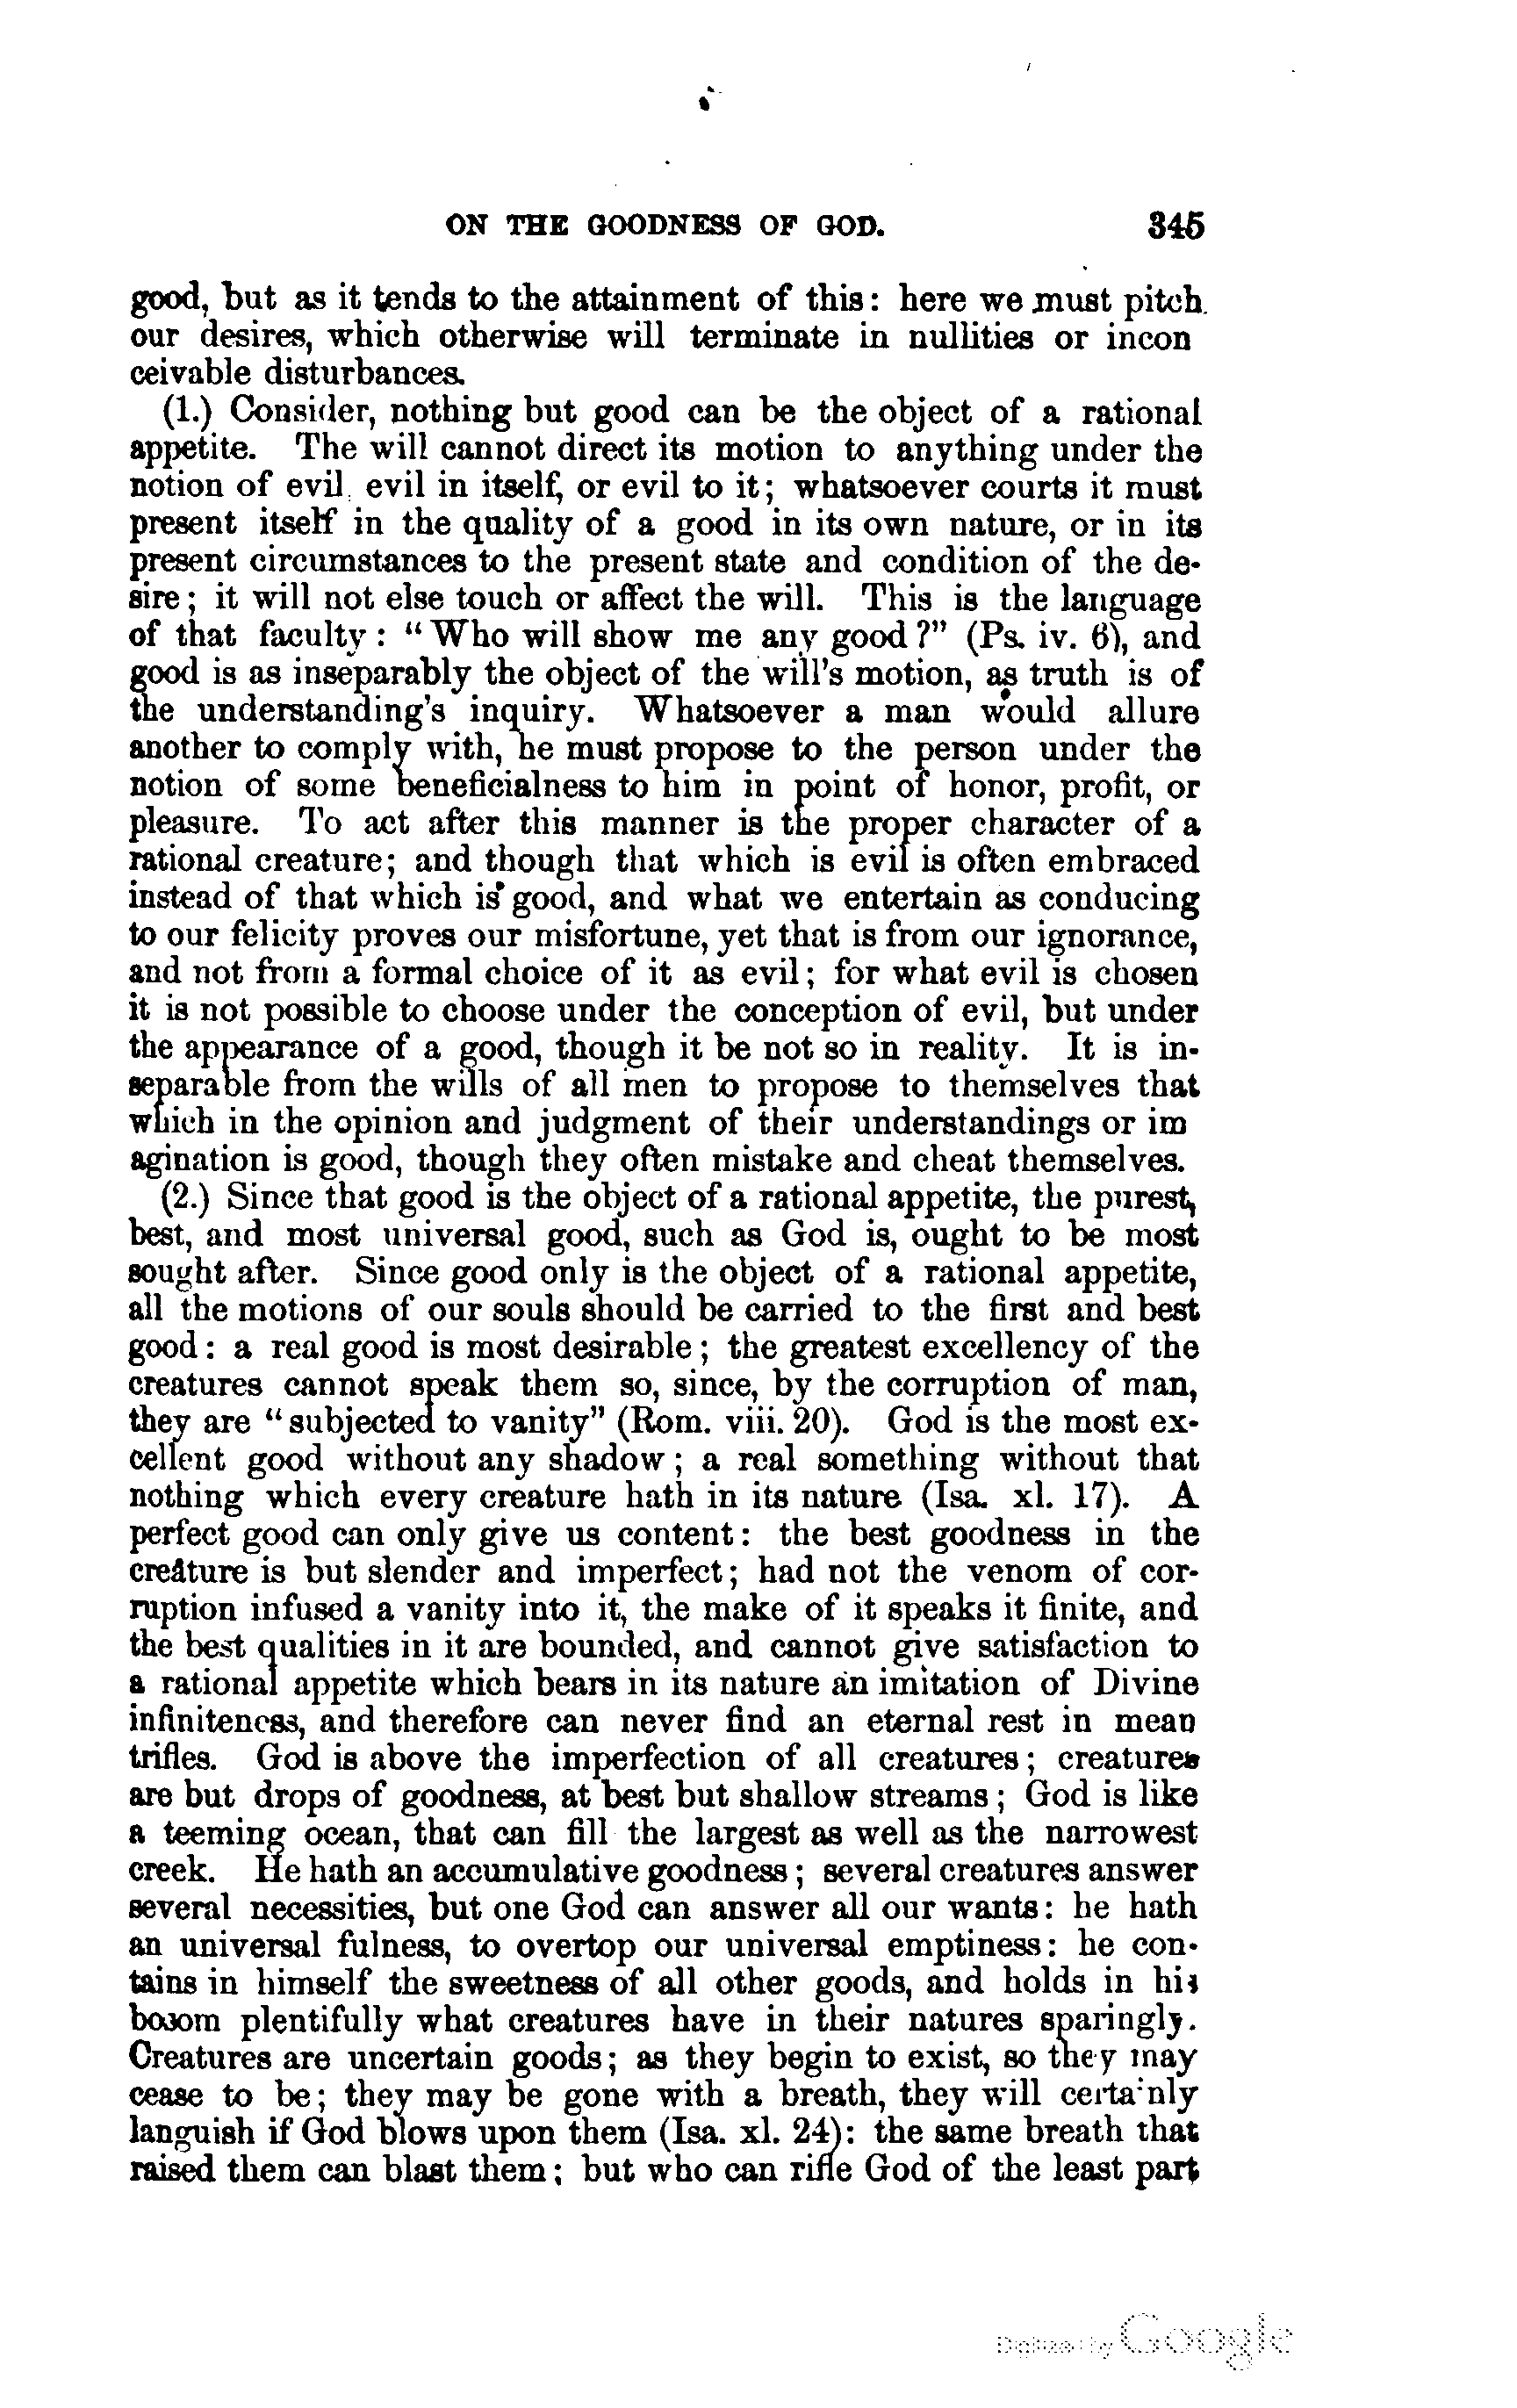 ON THE GOODNESS OF GOD. 345
good, but as it tends to the attainment of this: here we must pitch
our desires, which otherwise will terminate in nullities or incon
ceivable disturbances.
(1.) Consider, nothing but good can be the object of a rational
appetite. The will cannot direct its motion to anything under the
notion of evil, evil in itself, or evil to it; whatsoever courts it must
present itself in the quality of a good in its own nature, or in its
present circumstances to the present state and condition of the de-
sire; it will not else touch or affect the will. This is the language
of that faculty: "Who will show me any good?" (Ps. iv. 6), and
good is as inseparably the object of the will's motion, as truth is of
the understanding's inquiry. Whatsoever a man would allure
another to comply with, he must propose to the person under the
notion of some beneficialness to him in point of honor, profit, or
pleasure. To act after this manner is the proper character of a
rational creature; and though that which is evil is often embraced
instead of that which is good, and what we entertain as conducing
to our felicity proves our misfortune, yet that is from our ignorance,
and not from a formal choice of it as evil; for what evil is chosen
it is not possible to choose under the conception of evil, but under
the appearance of a good, though it be not so in reality. It is in-
separable from the wills of all men to propose to themselves that
which in the opinion and judgment of their understandings or im
agination is good, though they often mistake and cheat themselves.
(2.) Since that good is the object of a rational appetite, the purest,
best, and most universal good, such as God is, ought to be most
sought after. Since good only is the object of a rational appetite,
all the motions of our souls should be carried to the first and best
good: a real good is most desirable; the greatest excellency of the
creatures cannot speak them so, since, by the corruption of man,
they are "subjected to vanity" (Rom. viii. 20). God is the most ex-
cellent good without any shadow; a real something without that
nothing which every creature hath in its nature (Isa. xl. 17). A
perfect good can only give us content: the best goodness in the
creature is but slender and imperfect; had not the venom of cor-
ruption infused a vanity into it, the make of it speaks it finite, and
the best qualities in it are bounded, and cannot give satisfaction to
a rational appetite which bears in its nature an imitation of Divine
infiniteness, and therefore can never find an eternal rest in mean
trifles. God is above the imperfection of all creatures; creatures
are but drops of goodness, at best but shallow streams; God is like
a teeming ocean, that can fill the largest as well as the narrowest
creek. He hath an accumulative goodness; several creatures answer
several necessities, but one God can answer all our wants: he hath
an universal fulness, to overtop our universal emptiness: he con-
tains in himself the sweetness of all other goods, and holds in his
bosom plentifully what creatures have in their natures sparingly.
Creatures are uncertain goods; as they begin to exist, so they may
cease to be; they may be gone with a breath, they will certainly
languish if God blows upon them (Isa. xl. 24): the same breath that
raised them can blast them; but who can rifle God of the least part
Digitized by Google